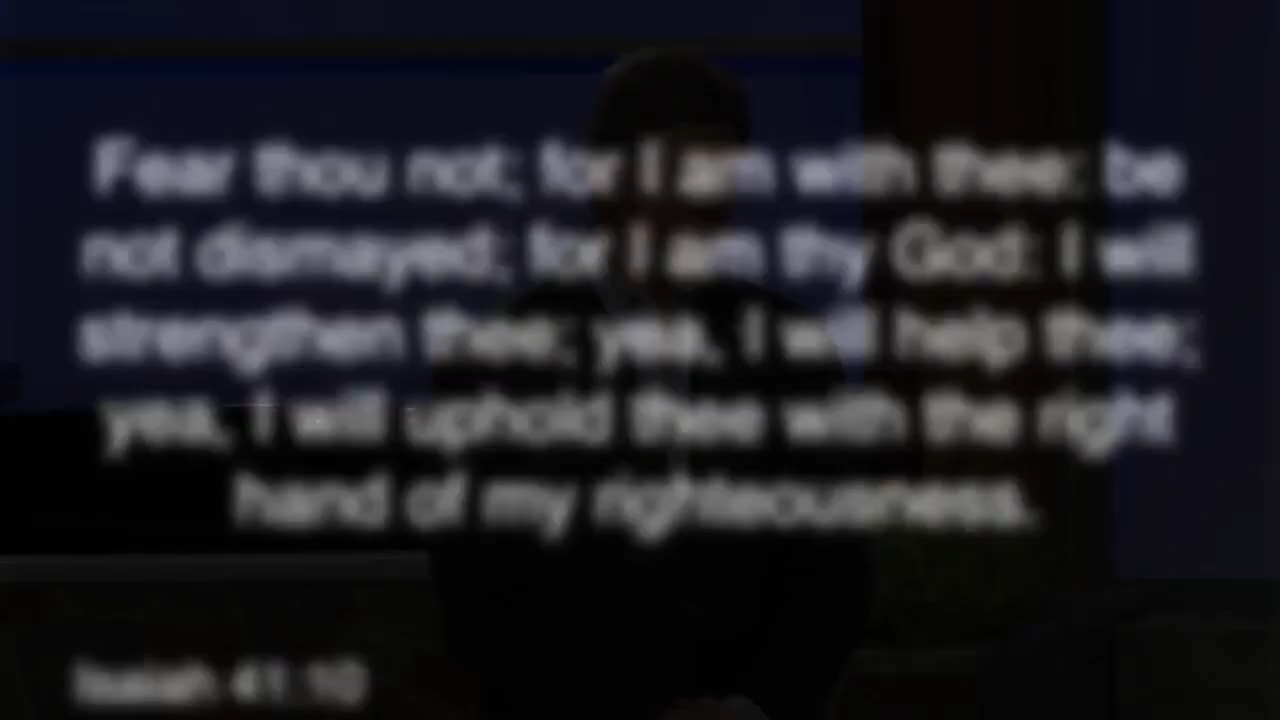 Fear thou not; for I am with thee: be
not dismayed; for I am thy God: I will
strengthen thee; yea, I will help thee;
yea, I will uphold thee with the right
hand of my righteousness.
Isaiah 41:10